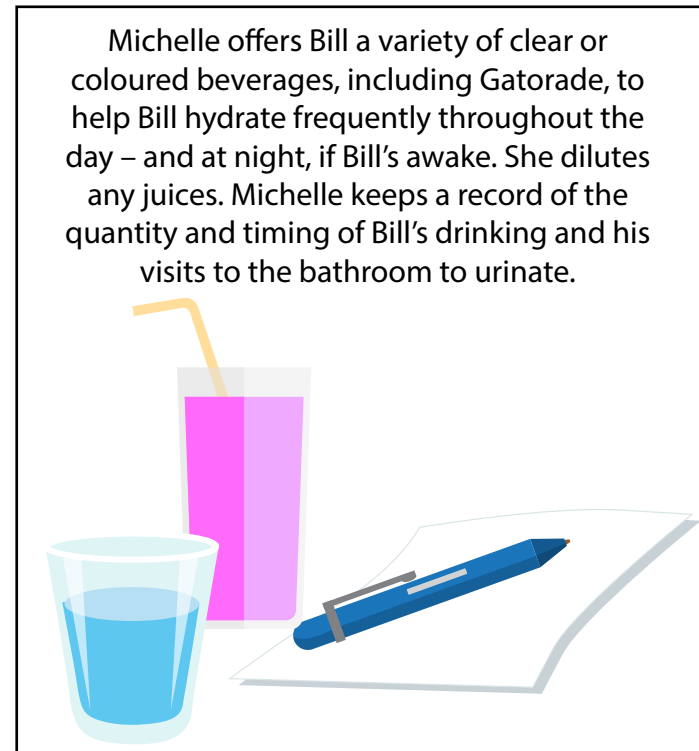 Michelle offers Bill a variety of clear or
coloured beverages, including Gatorade, to
help Bill hydrate frequently throughout the
day – and at night, if Bill’s awake. She dilutes
any juices. Michelle keeps a record of the
quantity and timing of Bill’s drinking and his
visits to the bathroom to urinate.